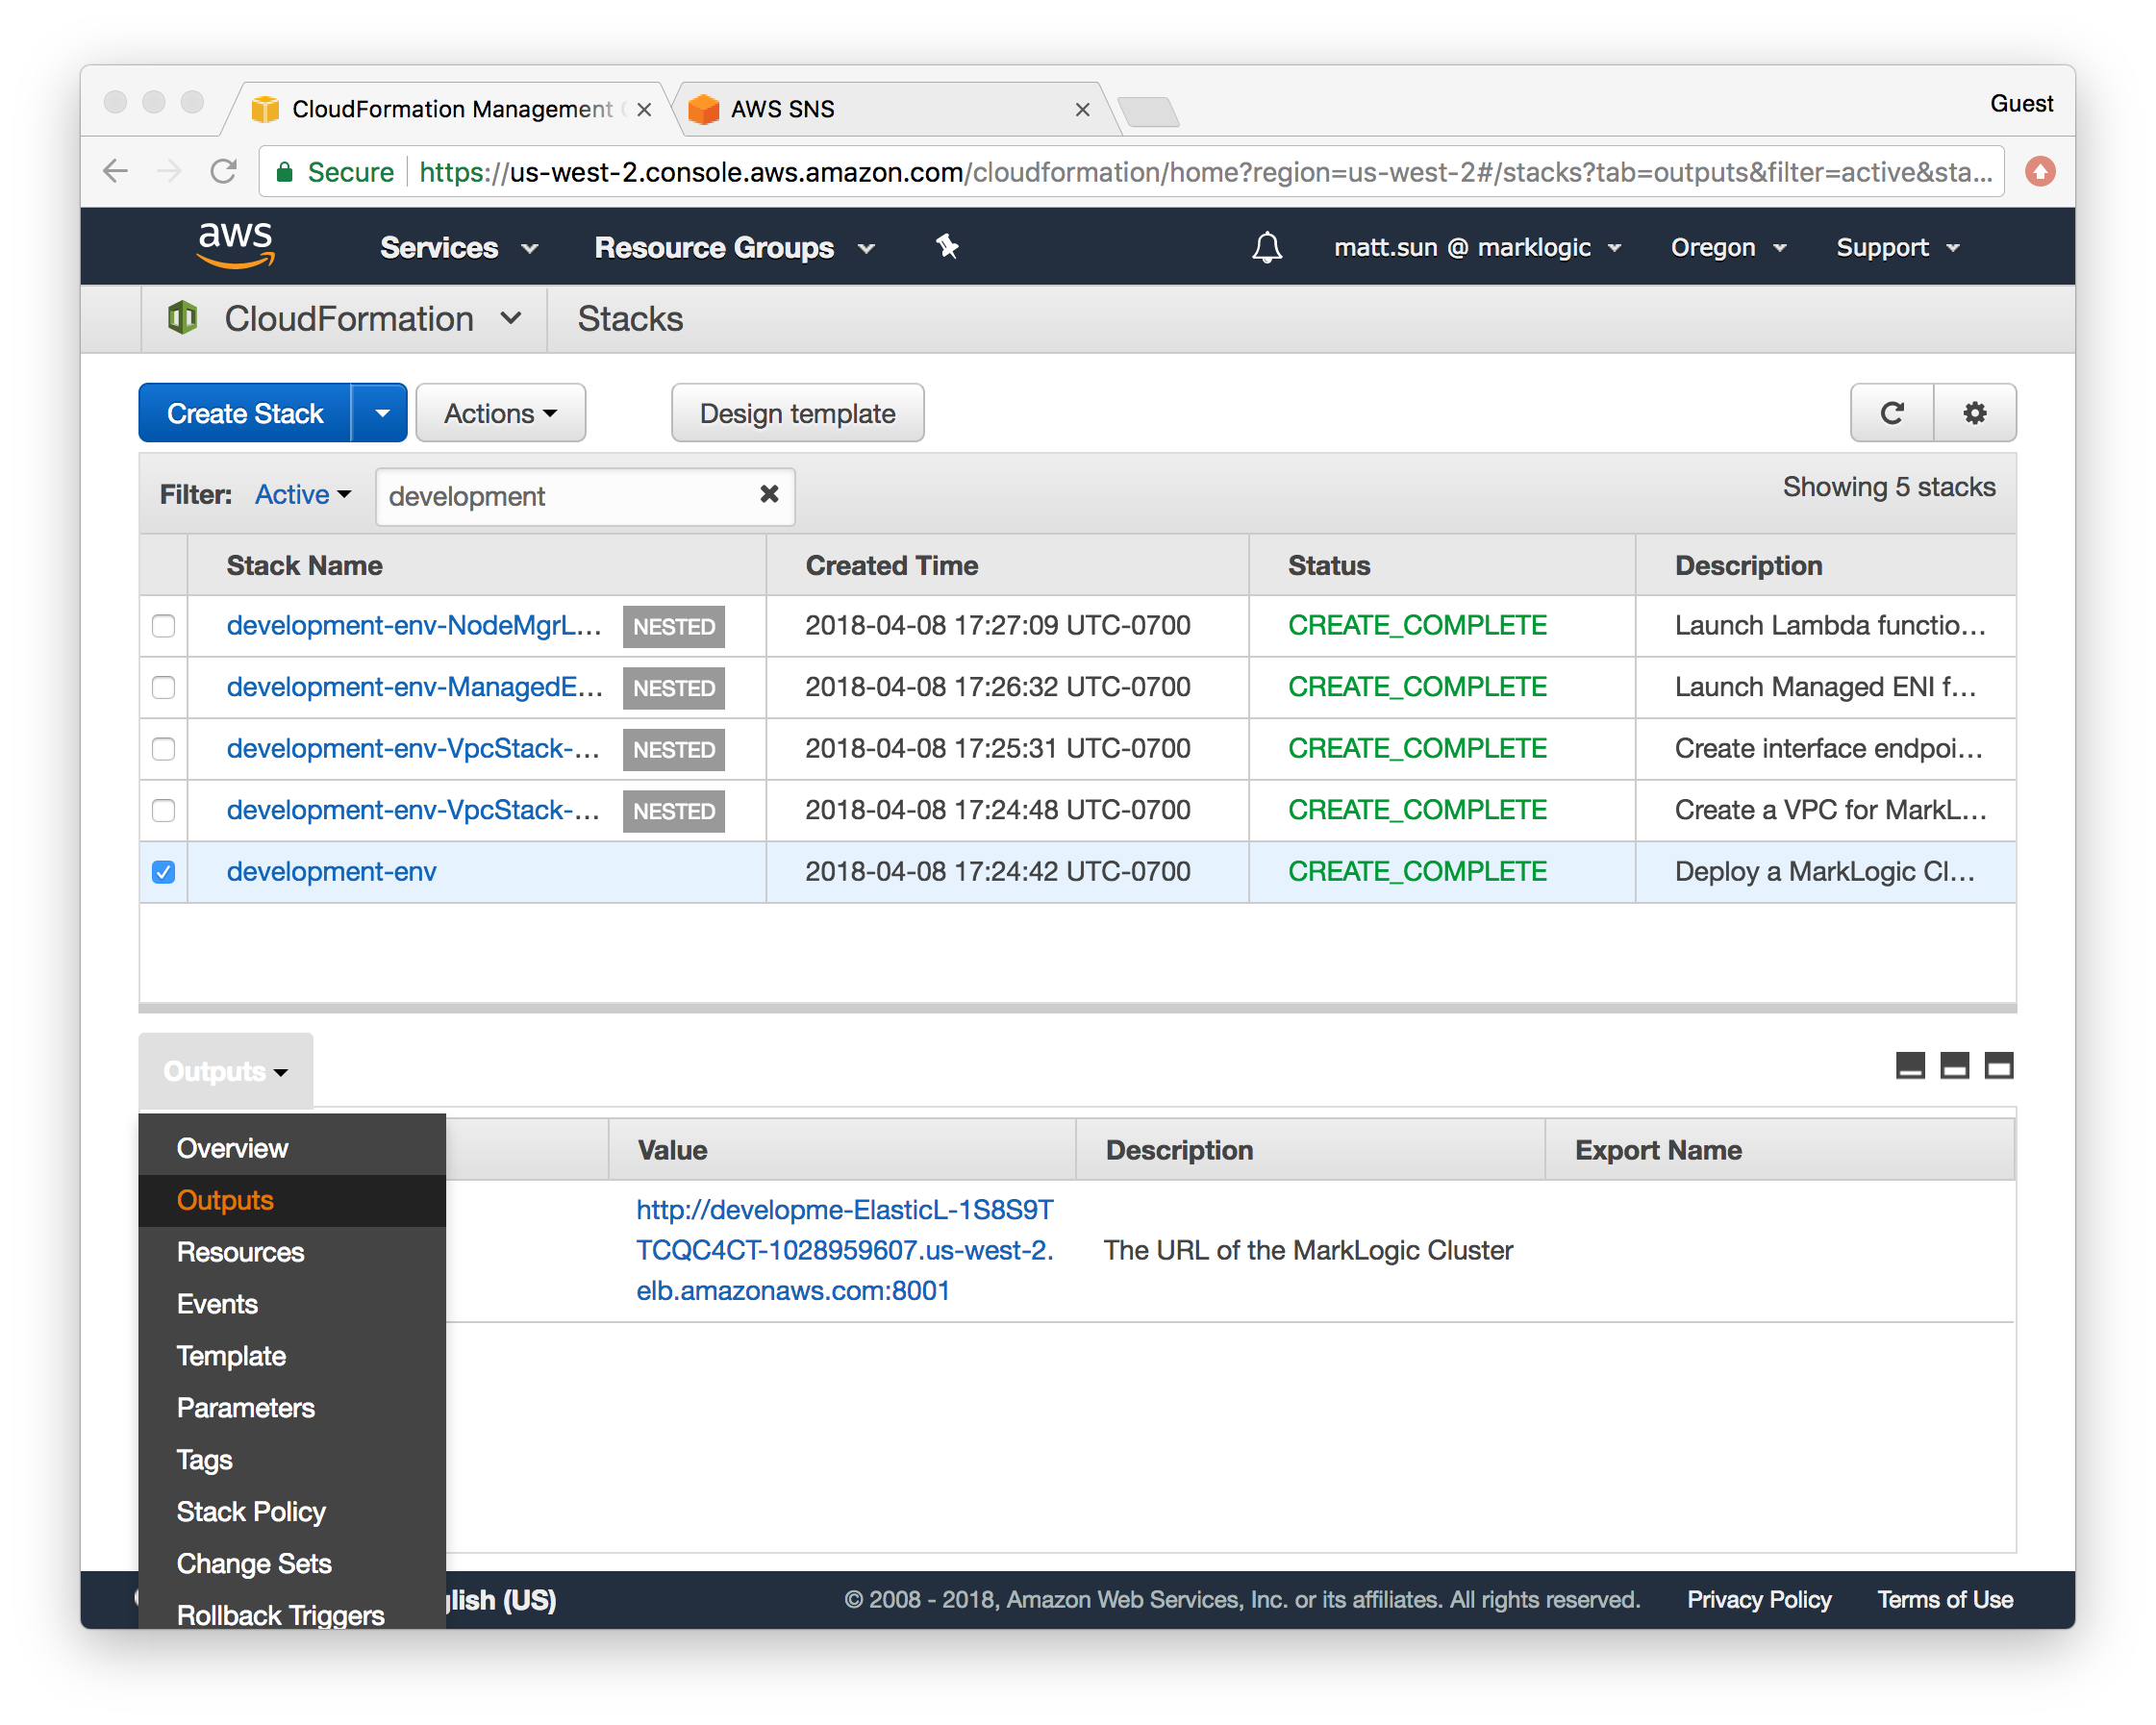 CloudFormation Management
AWS SNS
Guest
Secure
https://us-west-2.console.aws.amazon.com/cloudformation/home?region=us-west-2#/stacks?tab=outputs&filter=active&sta...
aws
Services
Resource Groups
matt.sun @ marklogic
Oregon
Support
CloudFormation
Stacks
Create Stack
Actions
Design template
Filter: Active
development
Showing 5 stacks
Stack Name Created Time Status Description
development-env-NodeMgrL... NESTED 2018-04-08 17:27:09 UTC-0700 CREATE_COMPLETE Launch Lambda functio...
development-env-ManagedE... NESTED 2018-04-08 17:26:32 UTC-0700 CREATE_COMPLETE Launch Managed ENI f...
development-env-VpcStack-... NESTED 2018-04-08 17:25:31 UTC-0700 CREATE_COMPLETE Create interface endpoi...
development-env-VpcStack-... NESTED 2018-04-08 17:24:48 UTC-0700 CREATE_COMPLETE Create a VPC for MarkL...
development-env 2018-04-08 17:24:42 UTC-0700 CREATE_COMPLETE Deploy a MarkLogic Cl...
Outputs
Overview
Outputs
Resources
Events
Template
Parameters
Tags
Stack Policy
Change Sets
Rollback Triggers
Value Description Export Name
http://developme-ElasticL-1S8S9T
TCQC4CT-1028959607.us-west-2.
elb.amazonaws.com:8001
The URL of the MarkLogic Cluster
glish (US)
© 2008 - 2018, Amazon Web Services, Inc. or its affiliates. All rights reserved.
Privacy Policy
Terms of Use